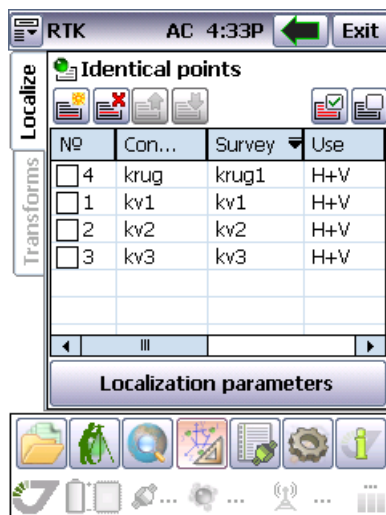 RTK AC 4:33P Exit
Localize
Transforms
Identical points
Nº Con... Survey Use
4 krug krug1 H+V
1 kv1 kv1 H+V
2 kv2 kv2 H+V
3 kv3 kv3 H+V
Localization parameters
... ... ...